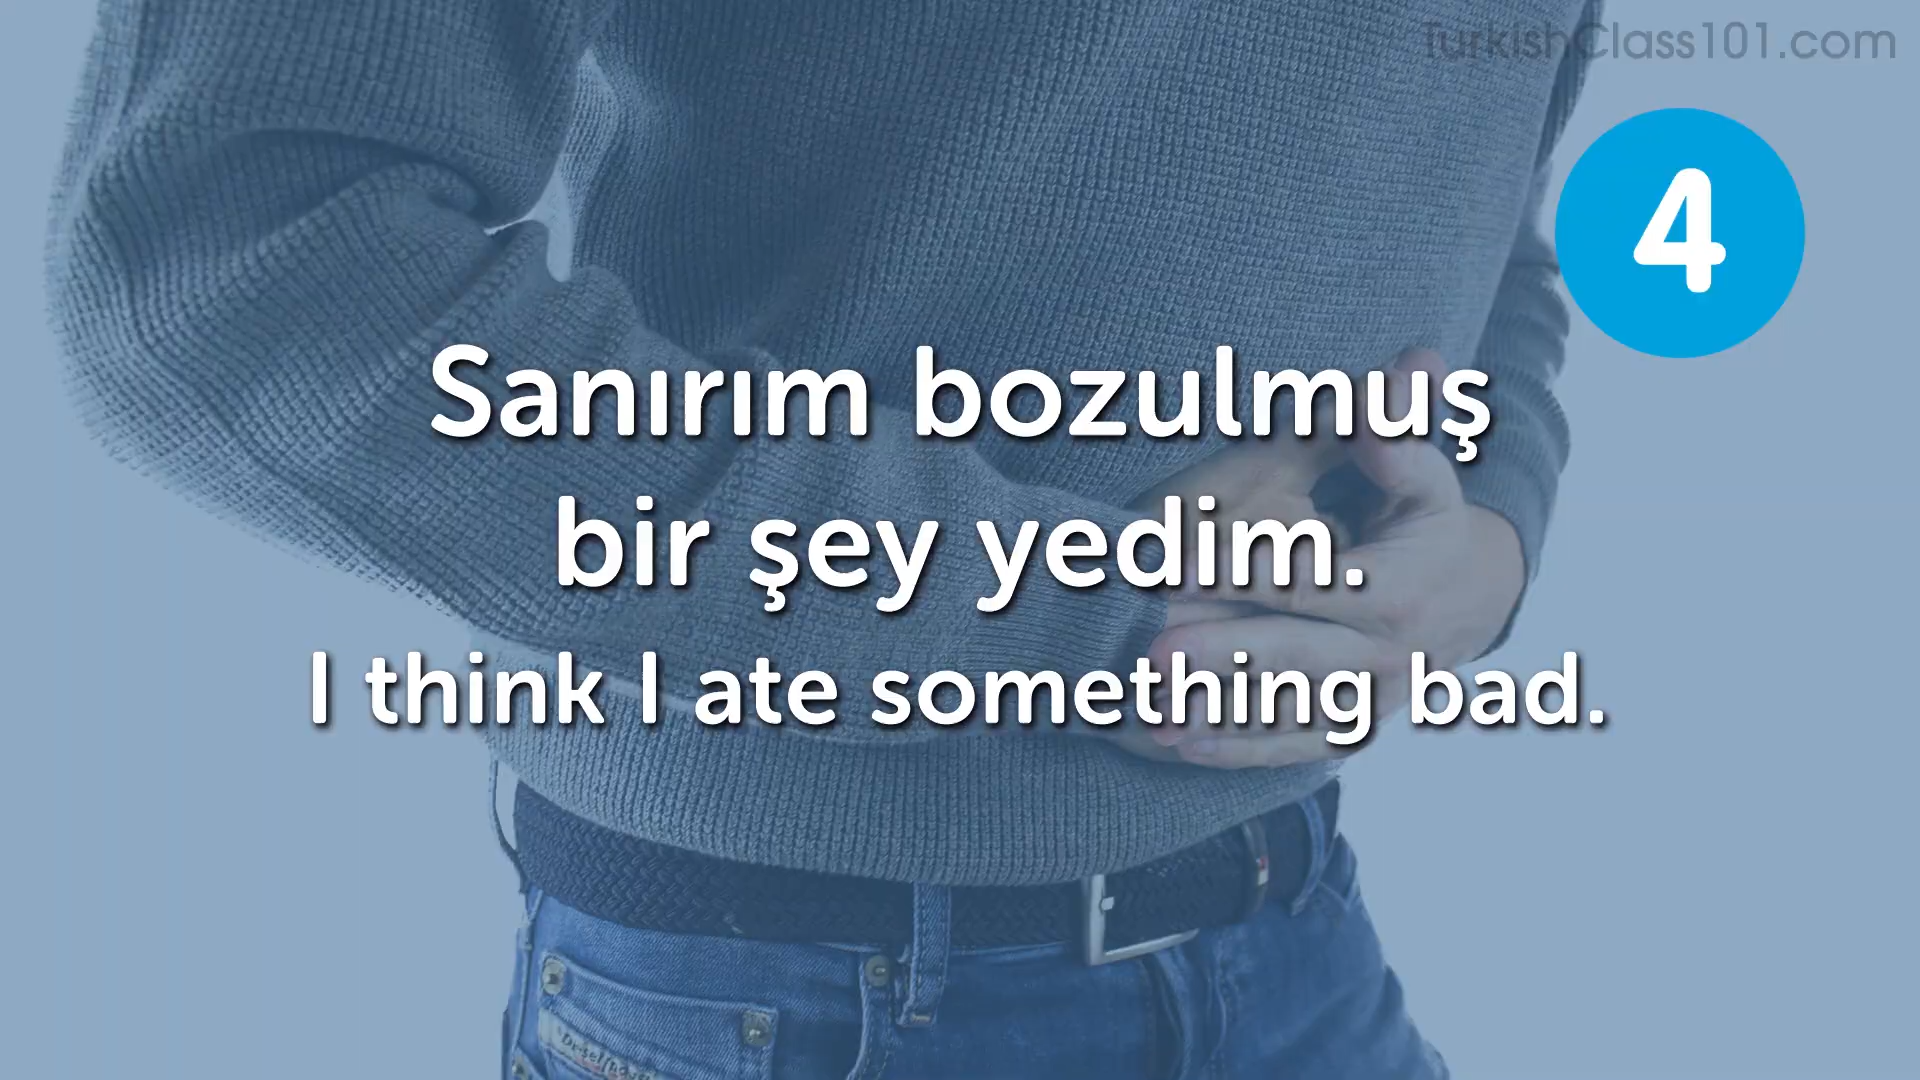 TurkishClass101.com
4
Sanırım bozulmuş
bir şey yedim.
I think I ate something bad.